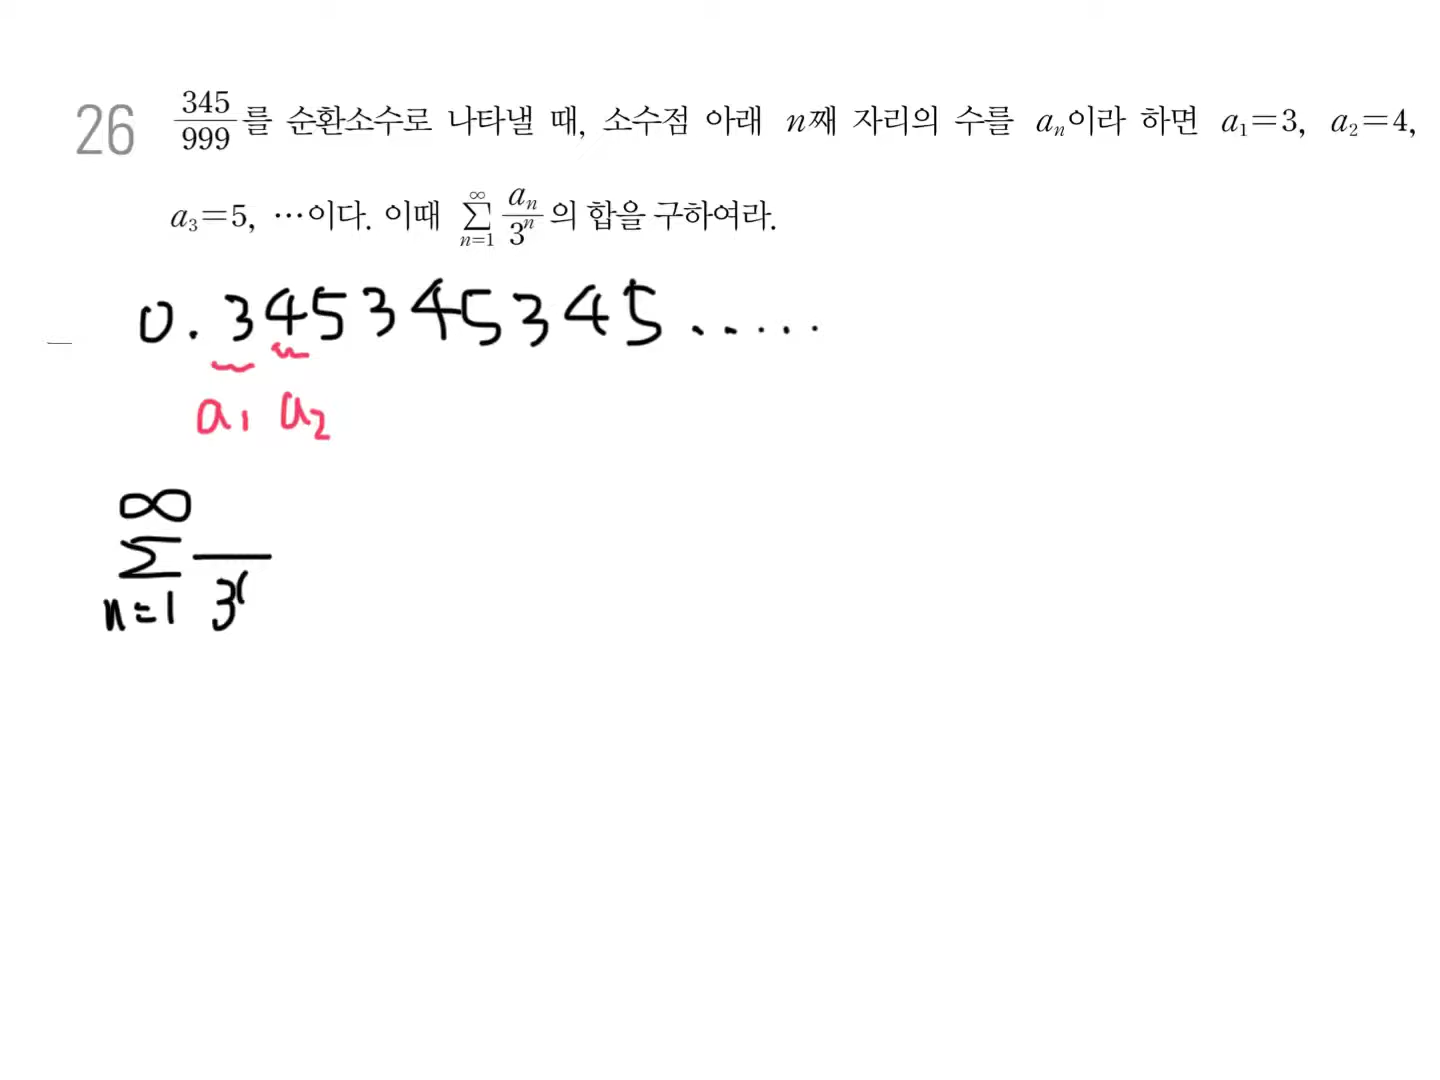 26 345/999 를 순환소수로 나타낼 때, 소수점 아래 n째 자리의 수를 aₙ이라 하면 a₁=3, a₂=4,
a₃=5, …이다. 이때 ∑_{n=1}^{∞} aₙ/3ⁿ 의 합을 구하여라.
0.345345345.....
a₁ a₂
∞
∑
n=1 3